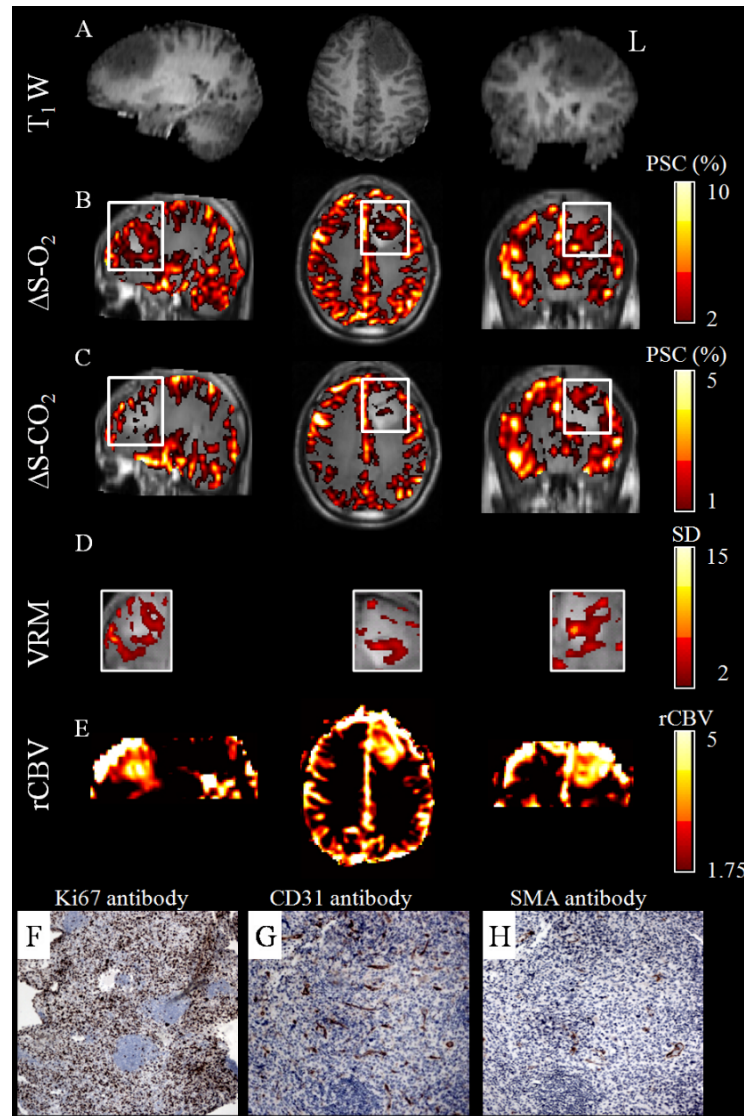 A
L
T₁ W
PSC (%)
10
B
ΔS-O₂
2
PSC (%)
5
C
ΔS-CO₂
1
SD
15
D
VRM
2
rCBV
5
E
rCBV
1.75
Ki67 antibody
CD31 antibody
SMA antibody
F
G
H